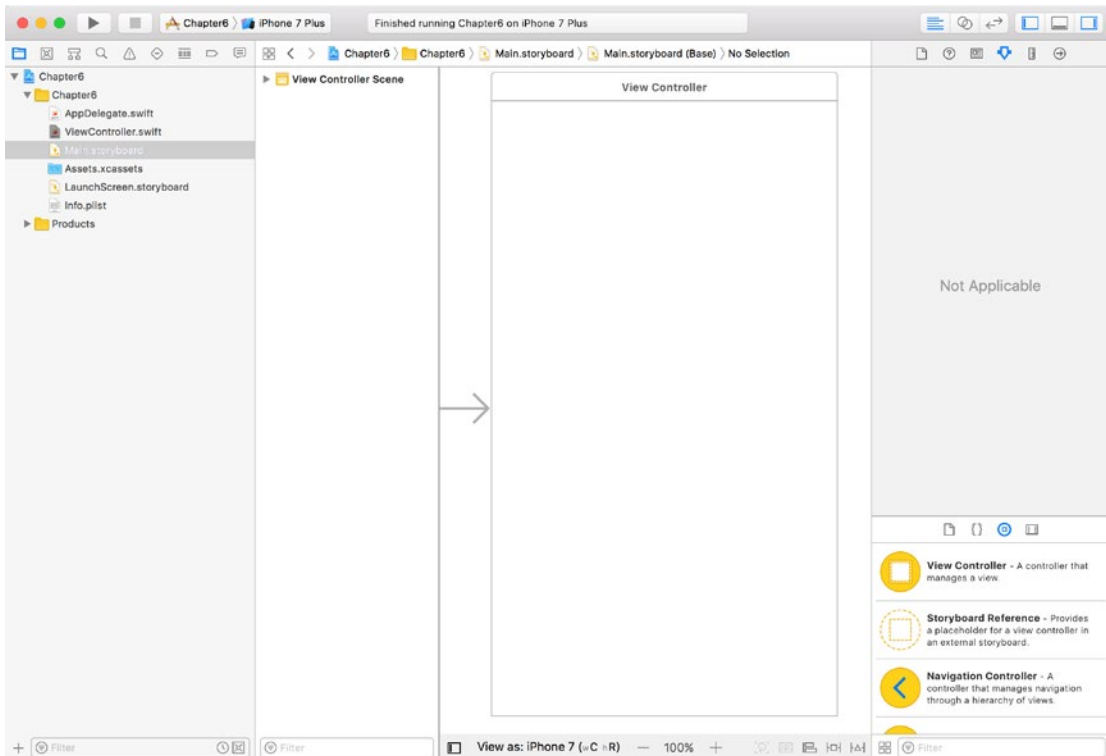 Chapter6 〉 iPhone 7 Plus
Finished running Chapter6 on iPhone 7 Plus
Chapter6 〉 Chapter6 〉 Main.storyboard 〉 Main.storyboard (Base) 〉 No Selection
Chapter6
Chapter6
AppDelegate.swift
ViewController.swift
Main.storyboard
Assets.xcassets
LaunchScreen.storyboard
Info.plist
Products
Filter
View Controller Scene
Filter
View Controller
View as: iPhone 7 (wC hR) — 100% +
Not Applicable
View Controller - A controller that
manages a view.
Storyboard Reference - Provides
a placeholder for a view controller in
an external storyboard.
Navigation Controller - A
controller that manages navigation
through a hierarchy of views.
Filter